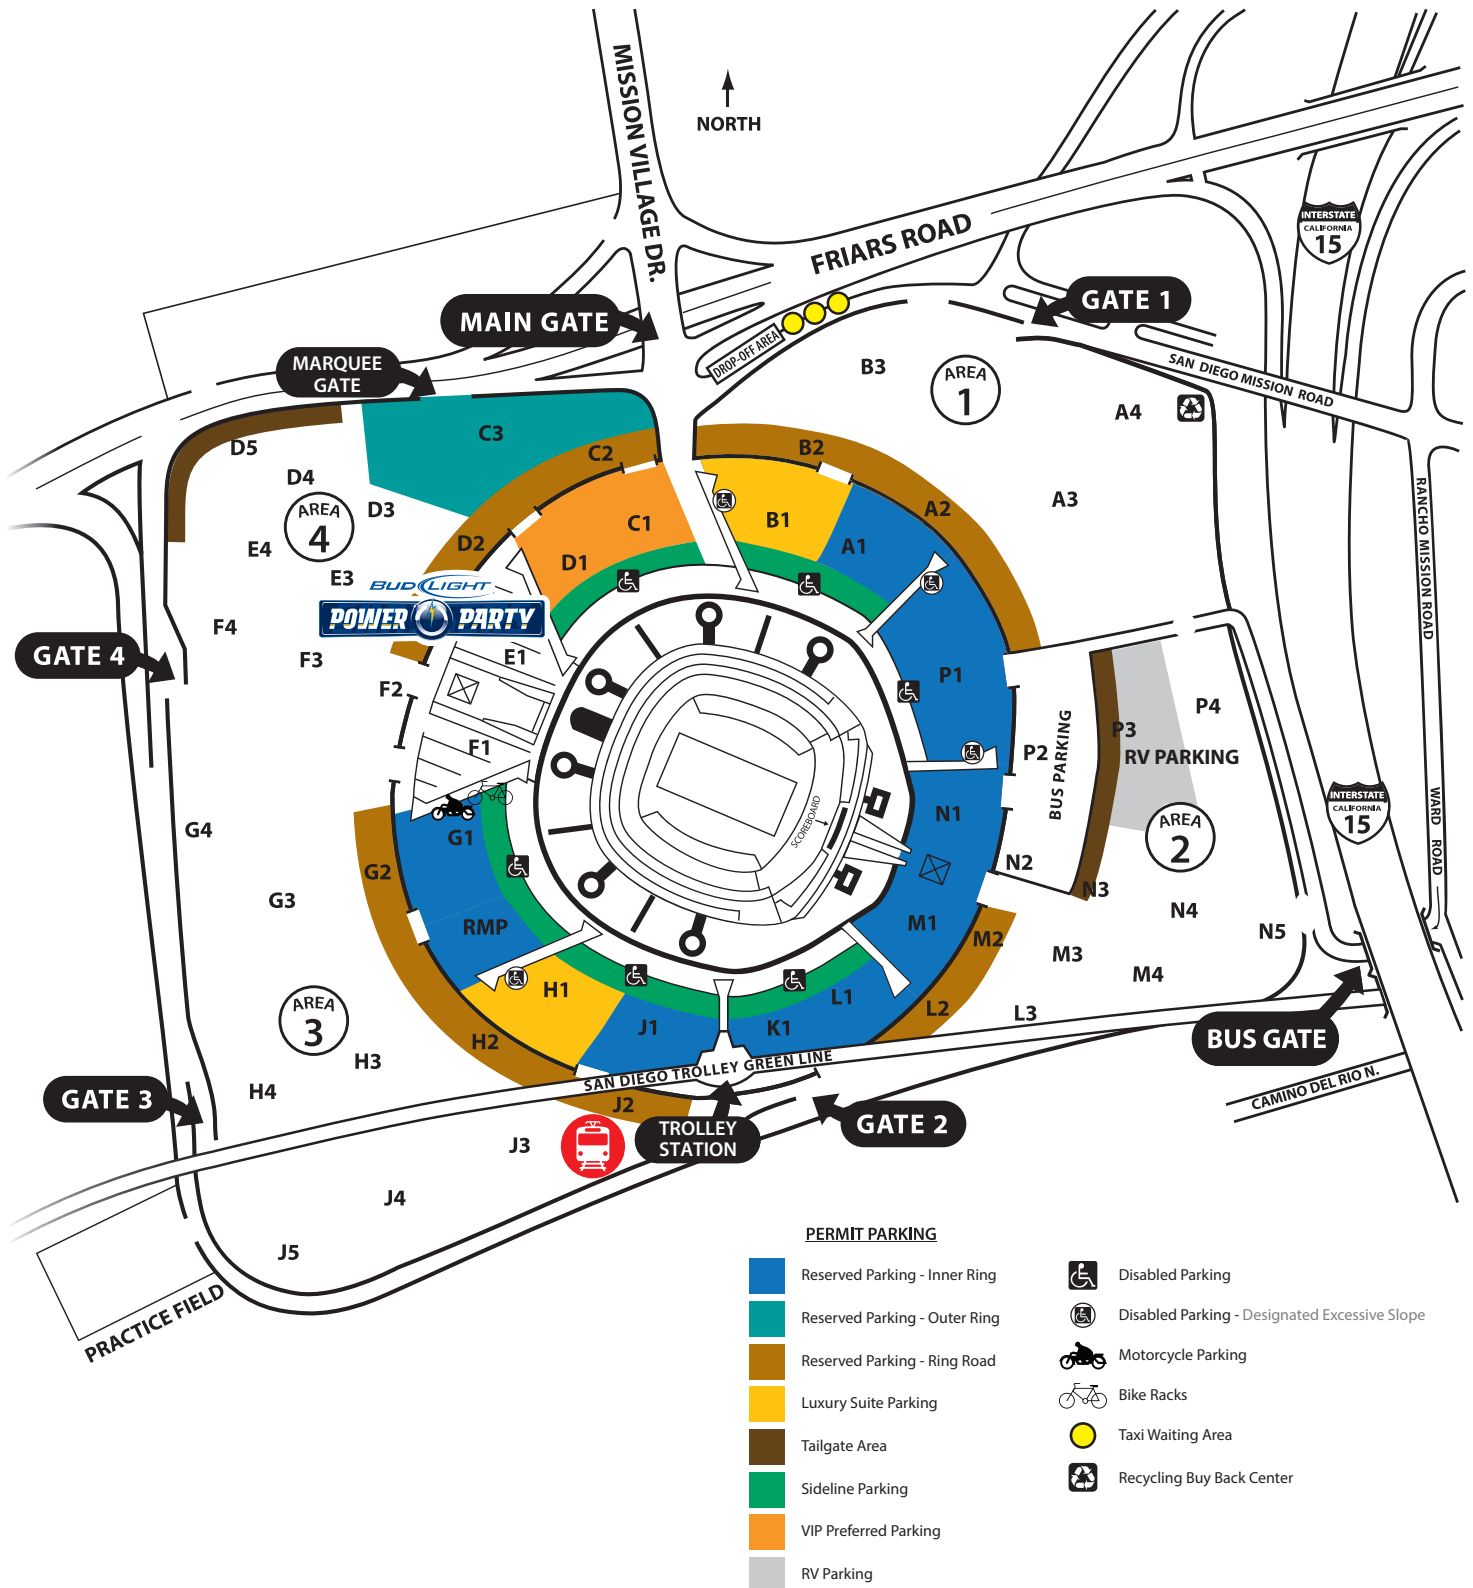 MISSION VILLAGE DR.
NORTH
FRIARS ROAD
INTERSTATE
CALIFORNIA
15
MAIN GATE
GATE 1
DROP-OFF AREA
MARQUEE
GATE
SAN DIEGO MISSION ROAD
B3
AREA
1
A4
C3
D5
C2
B2
D4
D3
AREA
4
A3
A2
RANCHO MISSION ROAD
C1
B1
D2
A1
E4
D1
E3
BUD LIGHT
POWER PARTY
F4
GATE 4
F3
E1
P1
F2
P4
F1
P2
BUS PARKING
P3
RV PARKING
INTERSTATE
CALIFORNIA
15
WARD ROAD
SCOREBOARD
N1
G4
G1
AREA
2
G2
N2
N3
G3
N4
RMP
M1
M2
N5
M3
M4
H1
L1
AREA
3
J1
K1
L2
L3
BUS GATE
H2
H3
SAN DIEGO TROLLEY GREEN LINE
H4
GATE 3
J2
CAMINO DEL RIO N.
GATE 2
TROLLEY
STATION
J3
J4
J5
PRACTICE FIELD
PERMIT PARKING
Reserved Parking - Inner Ring
Reserved Parking - Outer Ring
Reserved Parking - Ring Road
Luxury Suite Parking
Tailgate Area
Sideline Parking
VIP Preferred Parking
RV Parking
Disabled Parking
Disabled Parking - Designated Excessive Slope
Motorcycle Parking
Bike Racks
Taxi Waiting Area
Recycling Buy Back Center